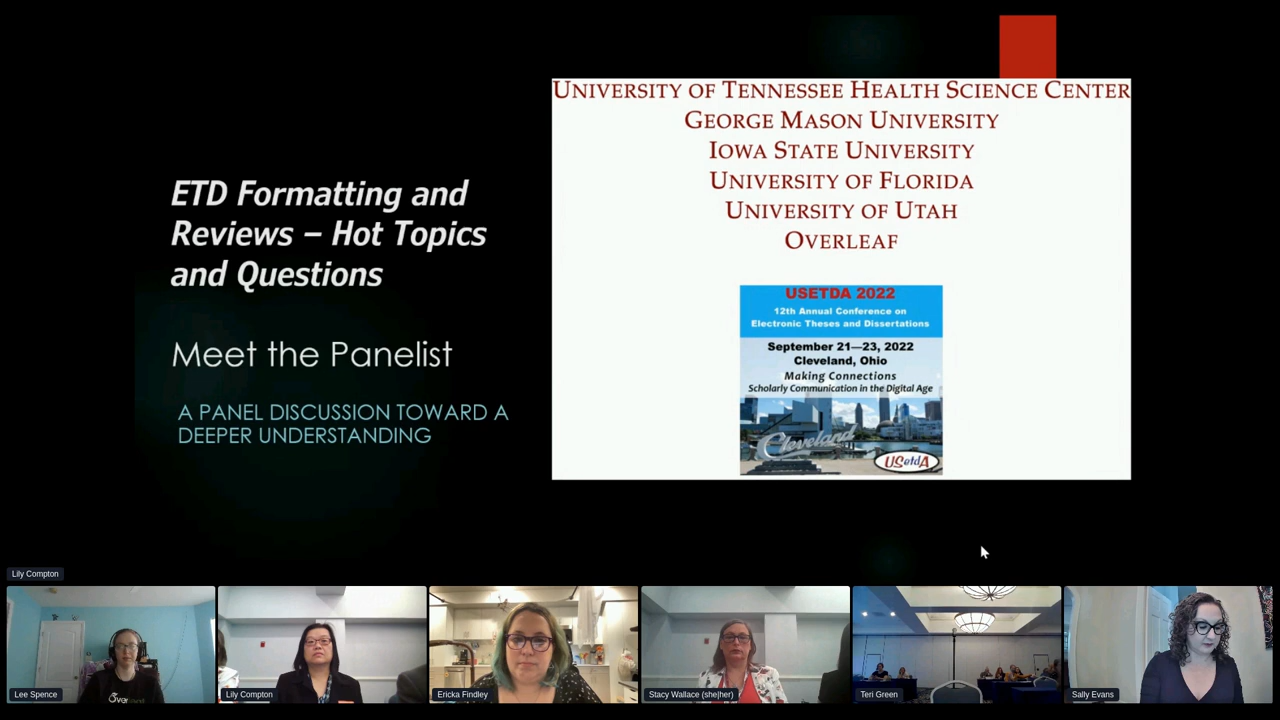 ETD Formatting and
Reviews – Hot Topics
and Questions
Meet the Panelist
A PANEL DISCUSSION TOWARD A
DEEPER UNDERSTANDING
UNIVERSITY OF TENNESSEE HEALTH SCIENCE CENTER
GEORGE MASON UNIVERSITY
IOWA STATE UNIVERSITY
UNIVERSITY OF FLORIDA
UNIVERSITY OF UTAH
OVERLEAF
USETDA 2022
12th Annual Conference on
Electronic Theses and Dissertations
September 21—23, 2022
Cleveland, Ohio
Making Connections
Scholarly Communication in the Digital Age
Cleveland
USetdA
Lily Compton
Lee Spence
Lily Compton
Ericka Findley
Stacy Wallace (she|her)
Teri Green
Sally Evans